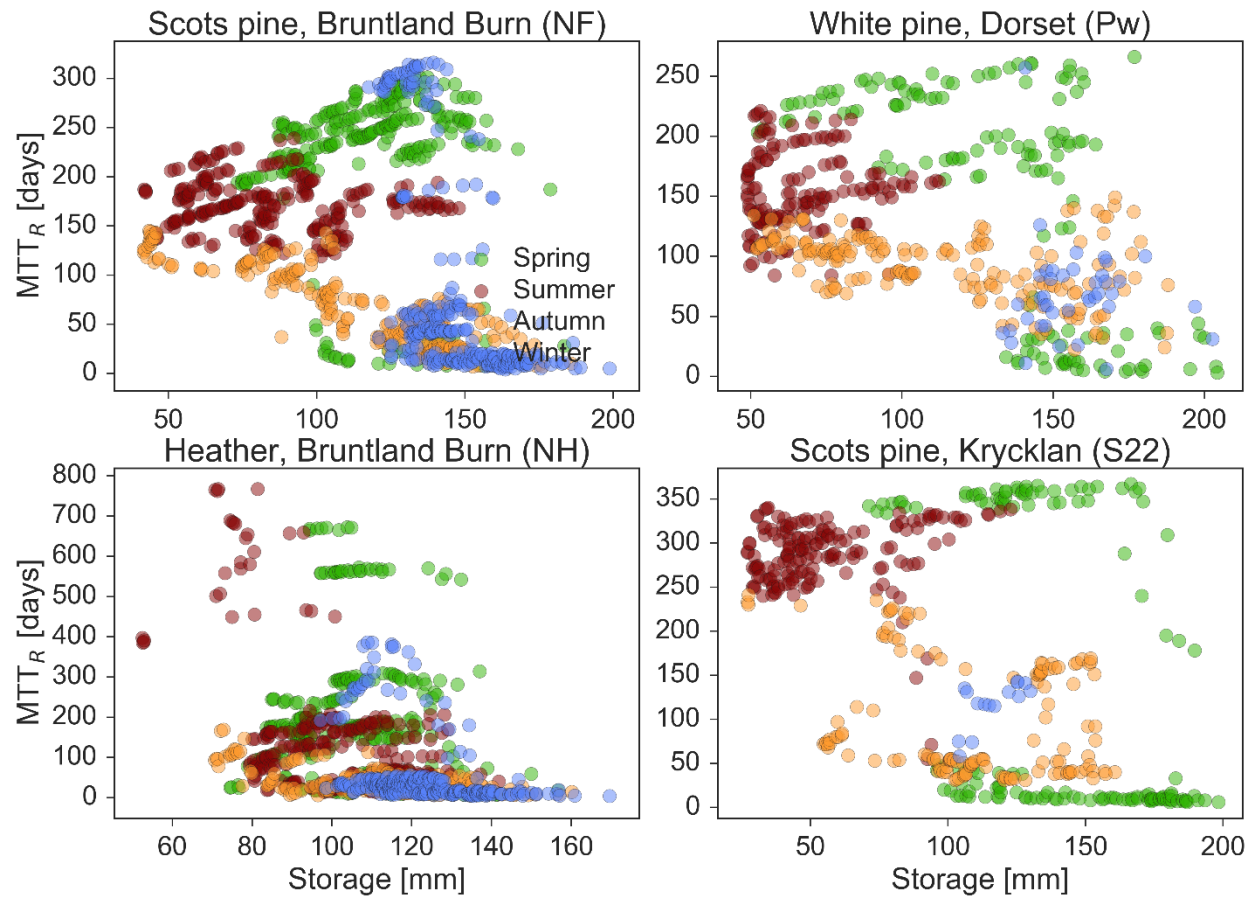 Scots pine, Bruntland Burn (NF)
White pine, Dorset (Pw)
MTT_R [days]
300
250
200
150
100
50
0
250
200
150
100
50
0
Spring
Summer
Autumn
Winter
50 100 150 200
50 100 150 200
Heather, Bruntland Burn (NH)
Scots pine, Krycklan (S22)
MTT_R [days]
800
700
600
500
400
300
200
100
0
350
300
250
200
150
100
50
0
60 80 100 120 140 160
50 100 150 200
Storage [mm]
Storage [mm]